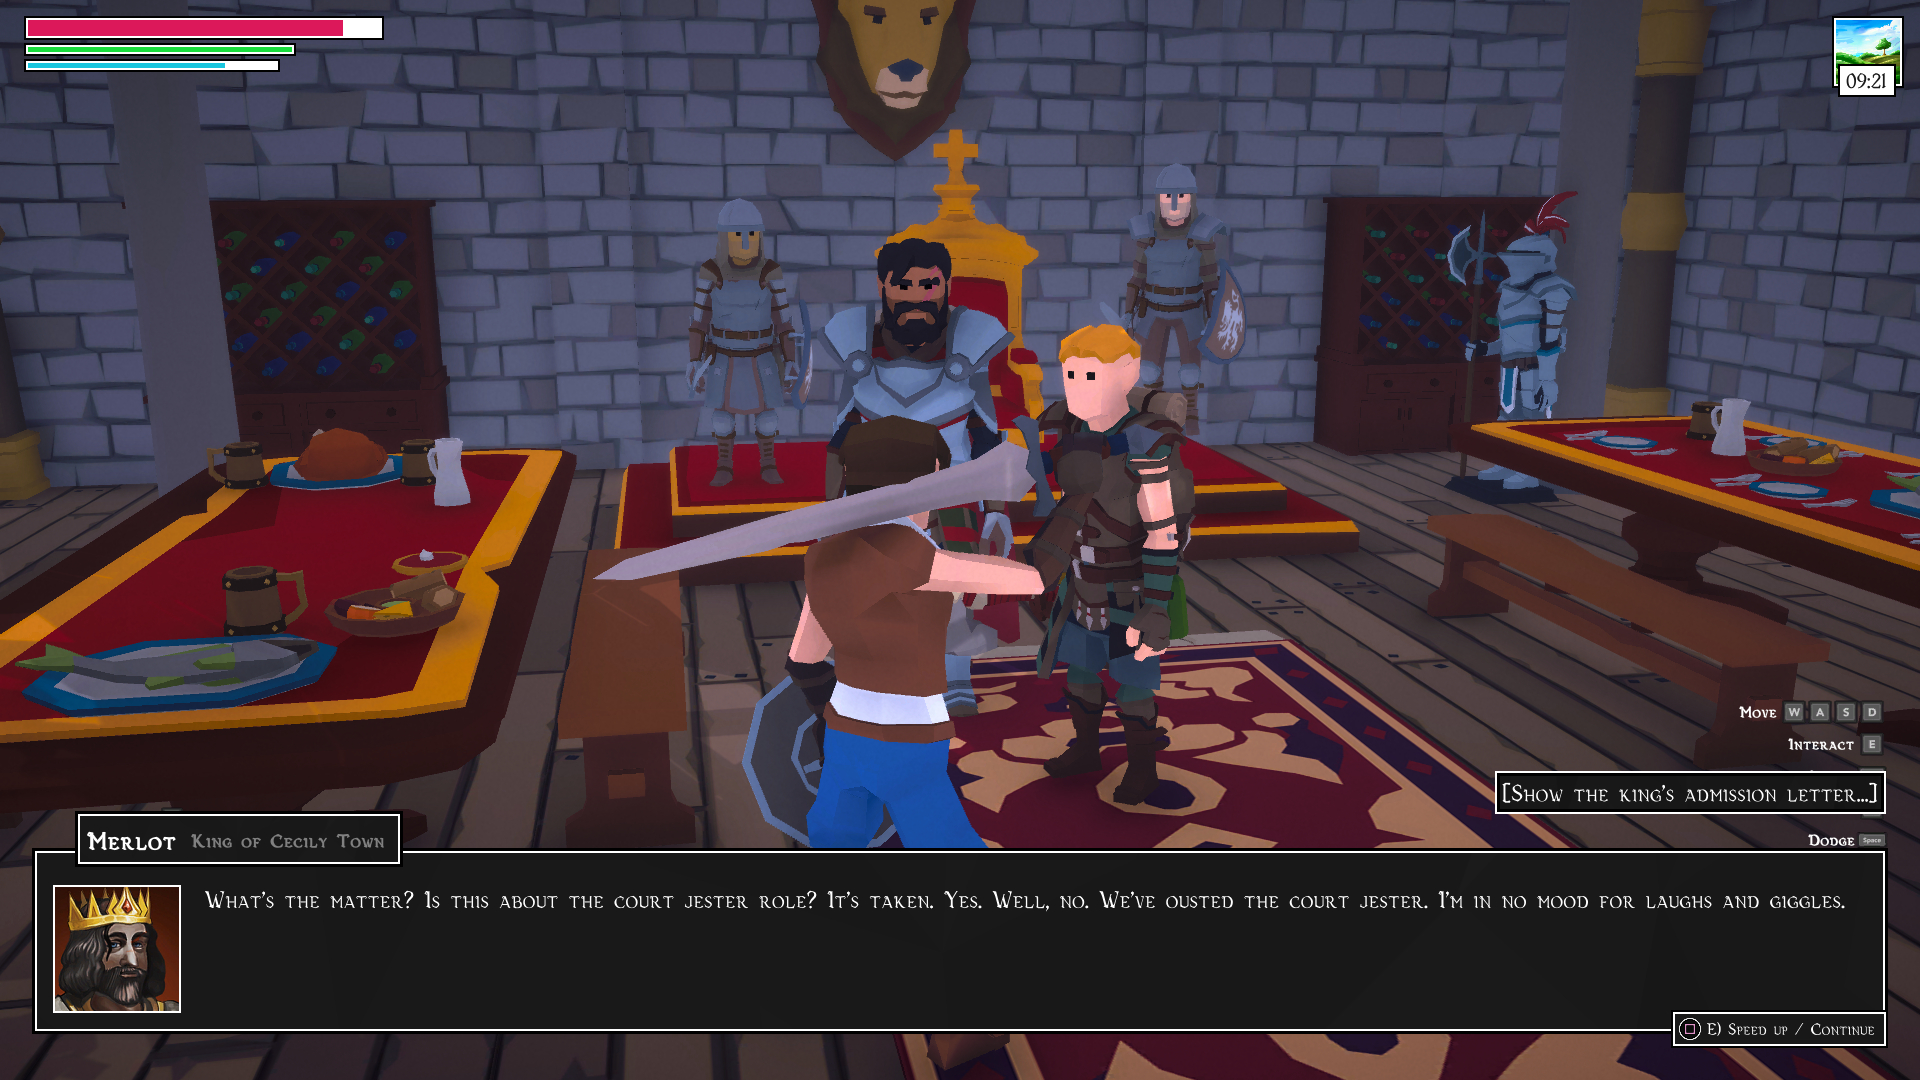 09:21
Move W A S D
Interact E
[Show the king's admission letter...]
Dodge Space
Merlot King of Cecily Town
What's the matter? Is this about the court jester role? It's taken. Yes. Well, no. We've ousted the court jester. I'm in no mood for laughs and giggles.
E) Speed up / Continue